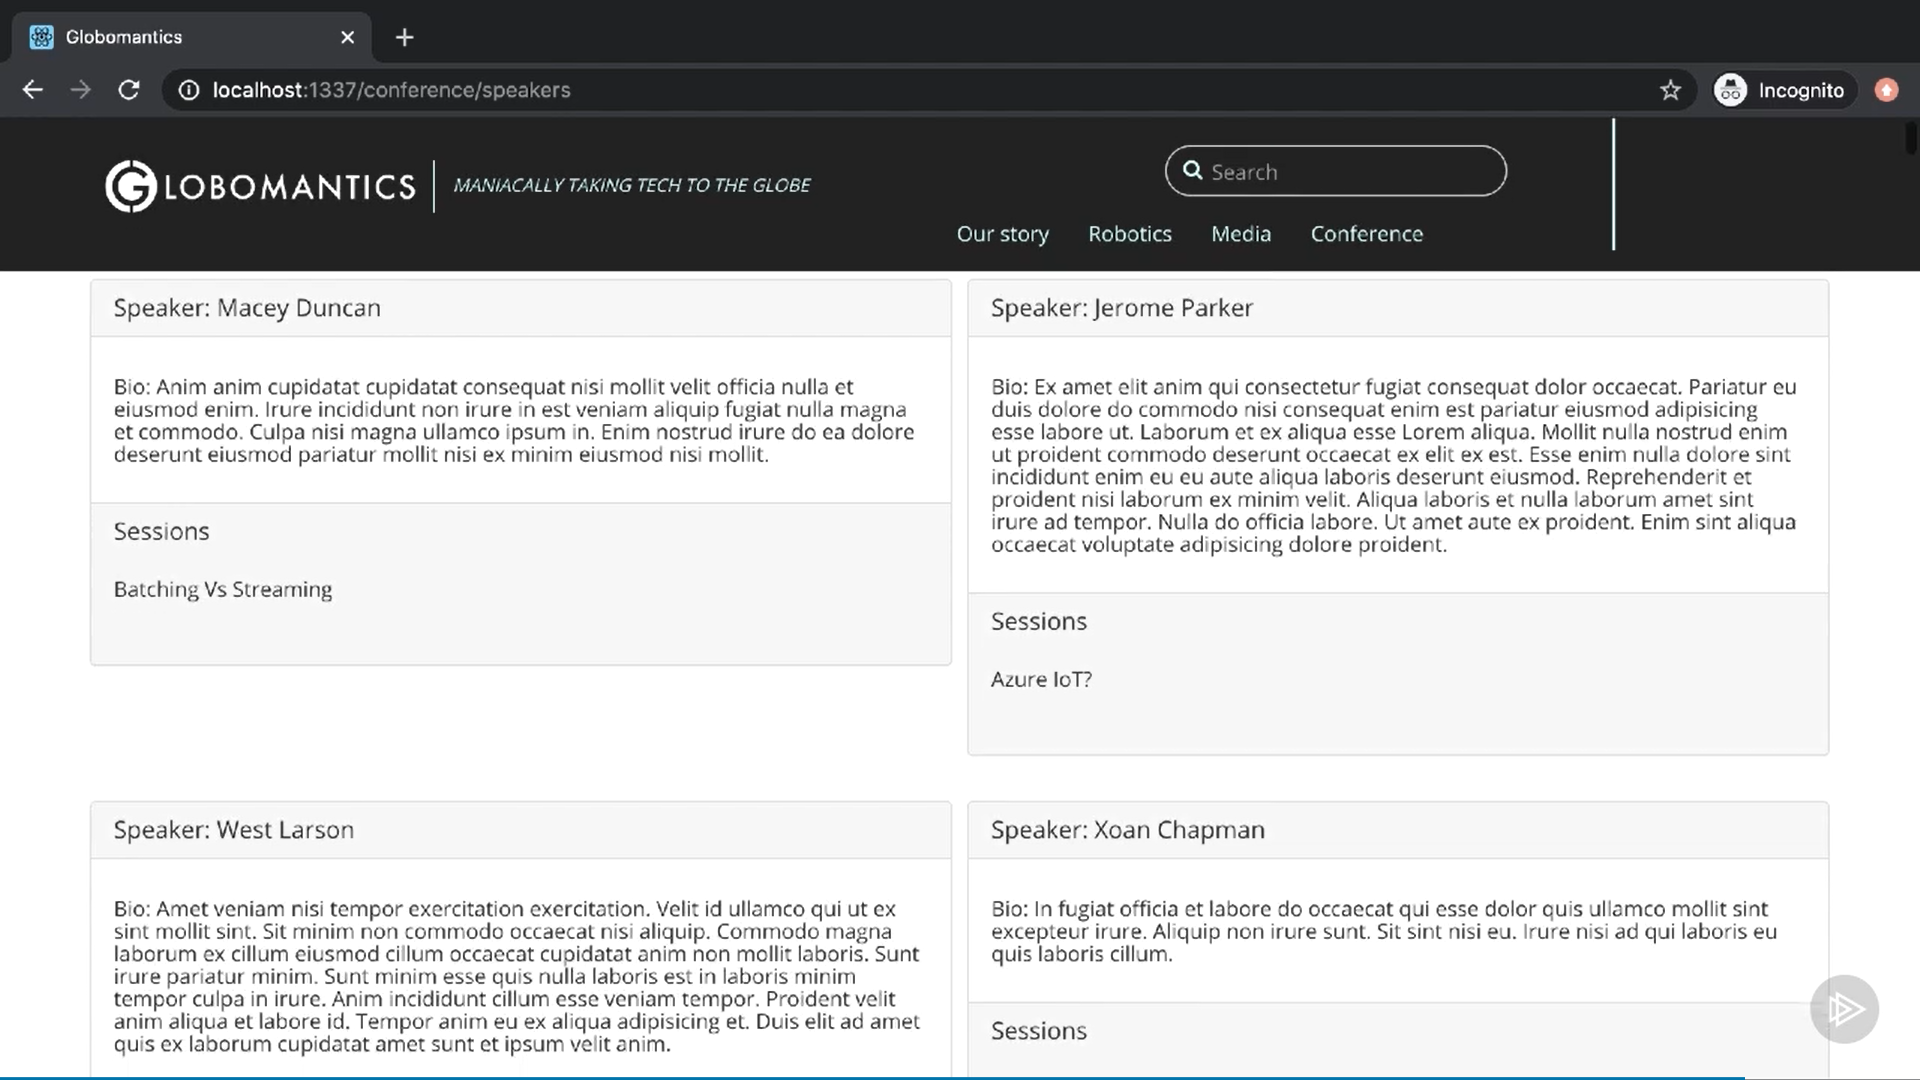 Globomantics
localhost:1337/conference/speakers
Incognito
GLOBOMANTICS
MANIACALLY TAKING TECH TO THE GLOBE
Search
Our story Robotics Media Conference
Speaker: Macey Duncan
Bio: Anim anim cupidatat cupidatat consequat nisi mollit velit officia nulla et
eiusmod enim. Irure incididunt non irure in est veniam aliquip fugiat nulla magna
et commodo. Culpa nisi magna ullamco ipsum in. Enim nostrud irure do ea dolore
deserunt eiusmod pariatur mollit nisi ex minim eiusmod nisi mollit.
Sessions
Batching Vs Streaming
Speaker: Jerome Parker
Bio: Ex amet elit anim qui consectetur fugiat consequat dolor occaecat. Pariatur eu
duis dolore do commodo nisi consequat enim est pariatur eiusmod adipisicing
esse labore ut. Laborum et ex aliqua esse Lorem aliqua. Mollit nulla nostrud enim
ut proident commodo deserunt occaecat ex elit ex est. Esse enim nulla dolore sint
incididunt enim eu eu aute aliqua laboris deserunt eiusmod. Reprehenderit et
proident nisi laborum ex minim velit. Aliqua laboris et nulla laborum amet sint
irure ad tempor. Nulla do officia labore. Ut amet aute ex proident. Enim sint aliqua
occaecat voluptate adipisicing dolore proident.
Sessions
Azure IoT?
Speaker: West Larson
Bio: Amet veniam nisi tempor exercitation exercitation. Velit id ullamco qui ut ex
sint mollit sint. Sit minim non commodo occaecat nisi aliquip. Commodo magna
laborum ex cillum eiusmod cillum occaecat cupidatat anim non mollit laboris. Sunt
irure pariatur minim. Sunt minim esse quis nulla laboris est in laboris minim
tempor culpa in irure. Anim incididunt cillum esse veniam tempor. Proident velit
anim aliqua et labore id. Tempor anim eu ex aliqua adipisicing et. Duis elit ad amet
quis ex laborum cupidatat amet sunt et ipsum velit anim.
Speaker: Xoan Chapman
Bio: In fugiat officia et labore do occaecat qui esse dolor quis ullamco mollit sint
excepteur irure. Aliquip non irure sunt. Sit sint nisi eu. Irure nisi ad qui laboris eu
quis laboris cillum.
Sessions